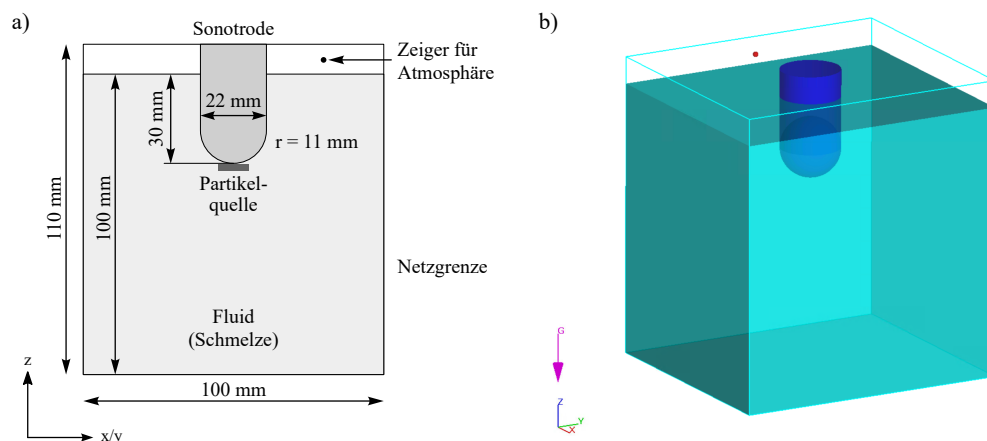 a)
Sonotrode
Zeiger für
Atmosphäre
22 mm
30 mm
r = 11 mm
Partikel-
quelle
110 mm
100 mm
Netzgrenze
Fluid
(Schmelze)
z
100 mm
x/y
b)
G
Z
Y
X